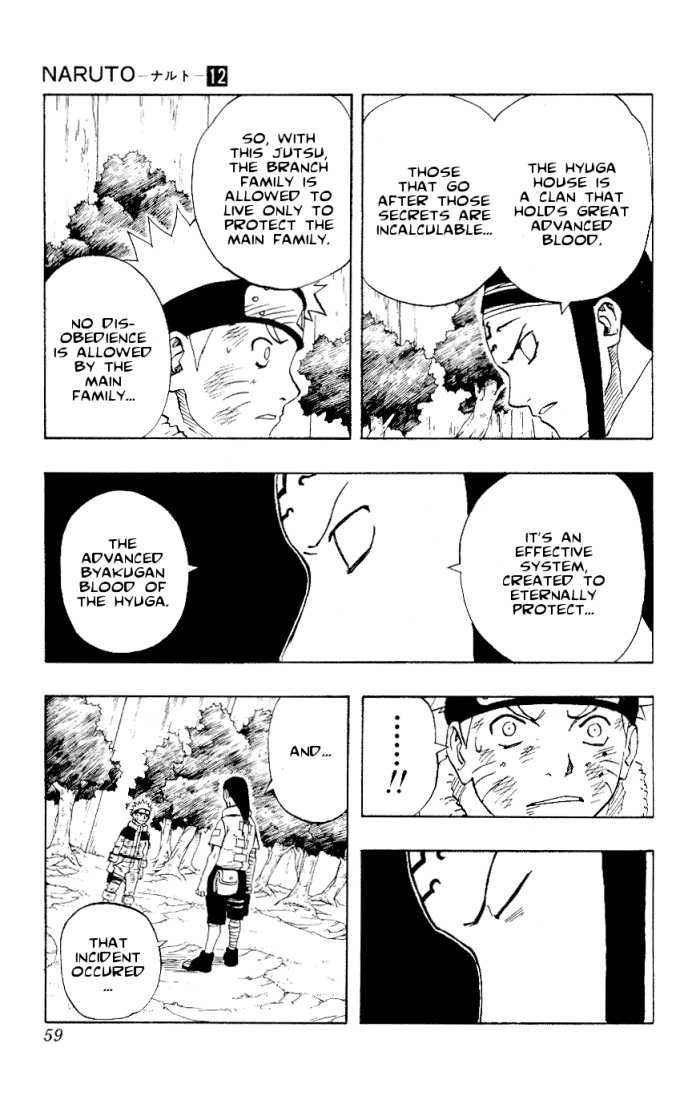 NARUTO—ナルト—12
THE HYUGA
HOUSE IS
A CLAN THAT
HOLDS GREAT
ADVANCED
BLOOD.
THOSE
THAT GO
AFTER THOSE
SECRETS ARE
INCALCULABLE...
SO, WITH
THIS JUTSU,
THE BRANCH
FAMILY IS
ALLOWED TO
LIVE ONLY TO
PROTECT THE
MAIN FAMILY.
NO DIS-
OBEDIENCE
IS ALLOWED
BY THE
MAIN
FAMILY...
IT'S AN
EFFECTIVE
SYSTEM,
CREATED TO
ETERNALLY
PROTECT...
THE
ADVANCED
BYAKUGAN
BLOOD OF
THE HYUGA.
......!!
AND...
THAT
INCIDENT
OCCURED
...
59